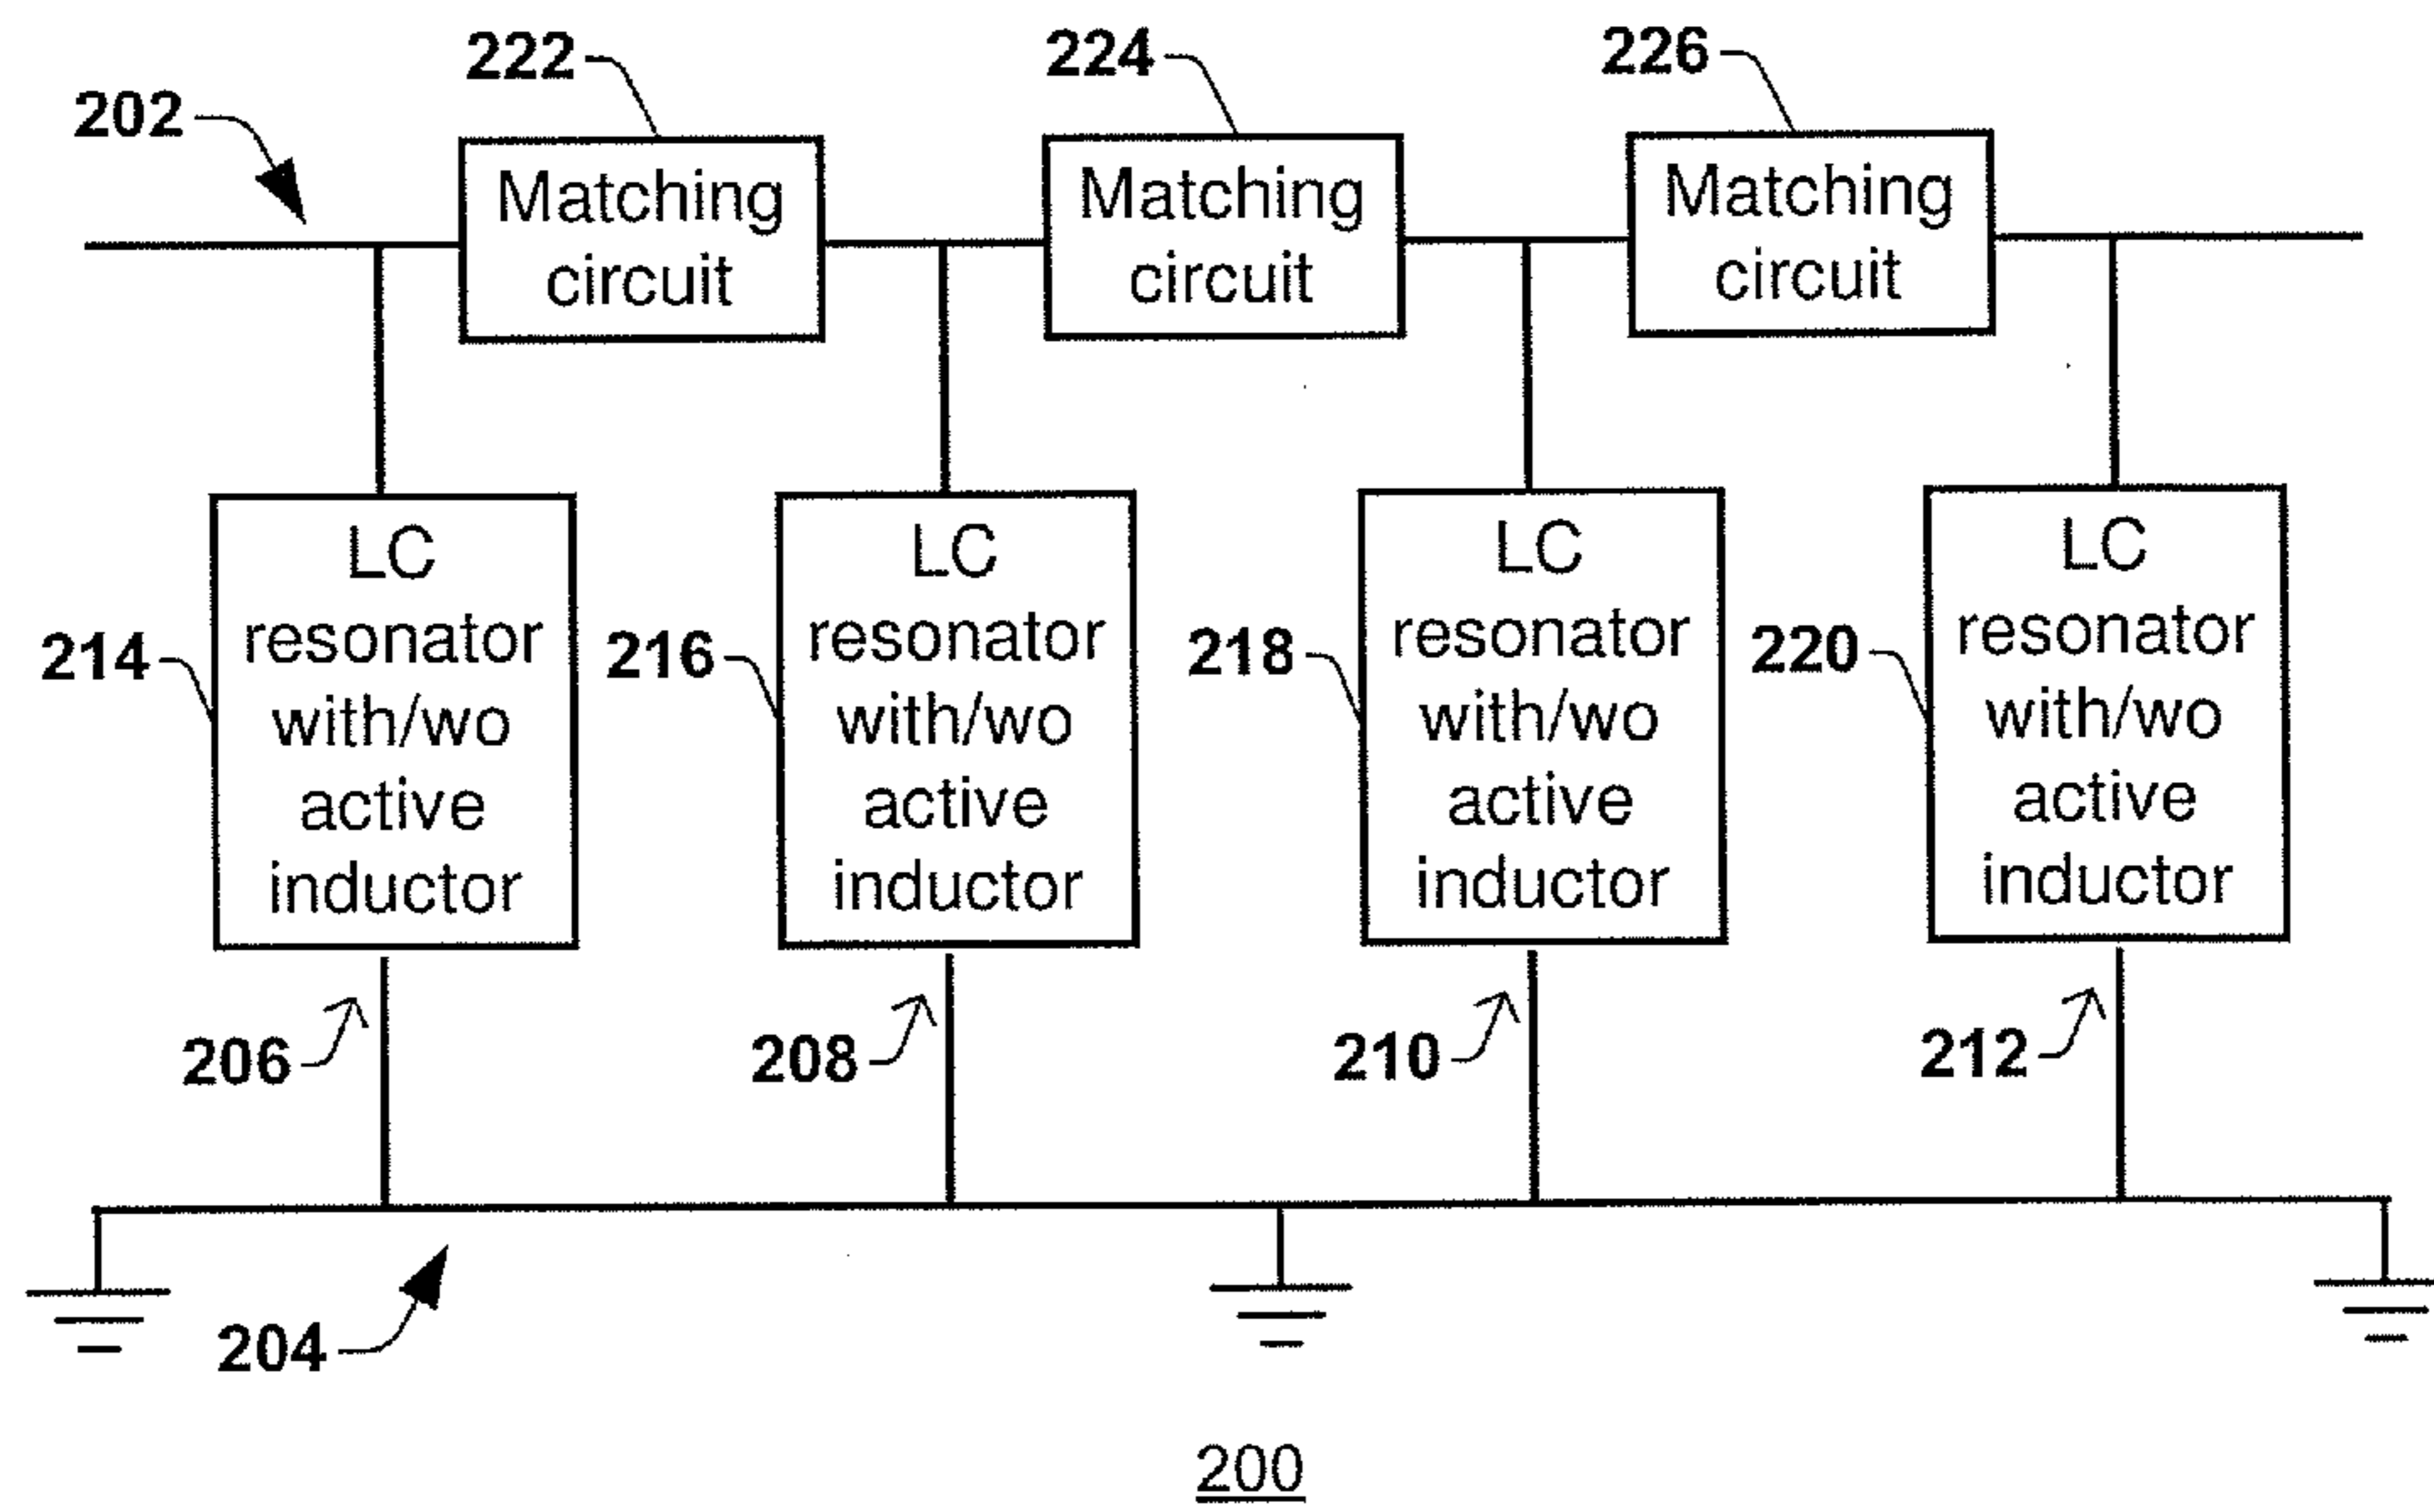 222
224
226
202
Matching
circuit
Matching
circuit
Matching
circuit
214
LC
resonator
with/wo
active
inductor
216
LC
resonator
with/wo
active
inductor
218
LC
resonator
with/wo
active
inductor
220
LC
resonator
with/wo
active
inductor
206
208
210
212
204
200